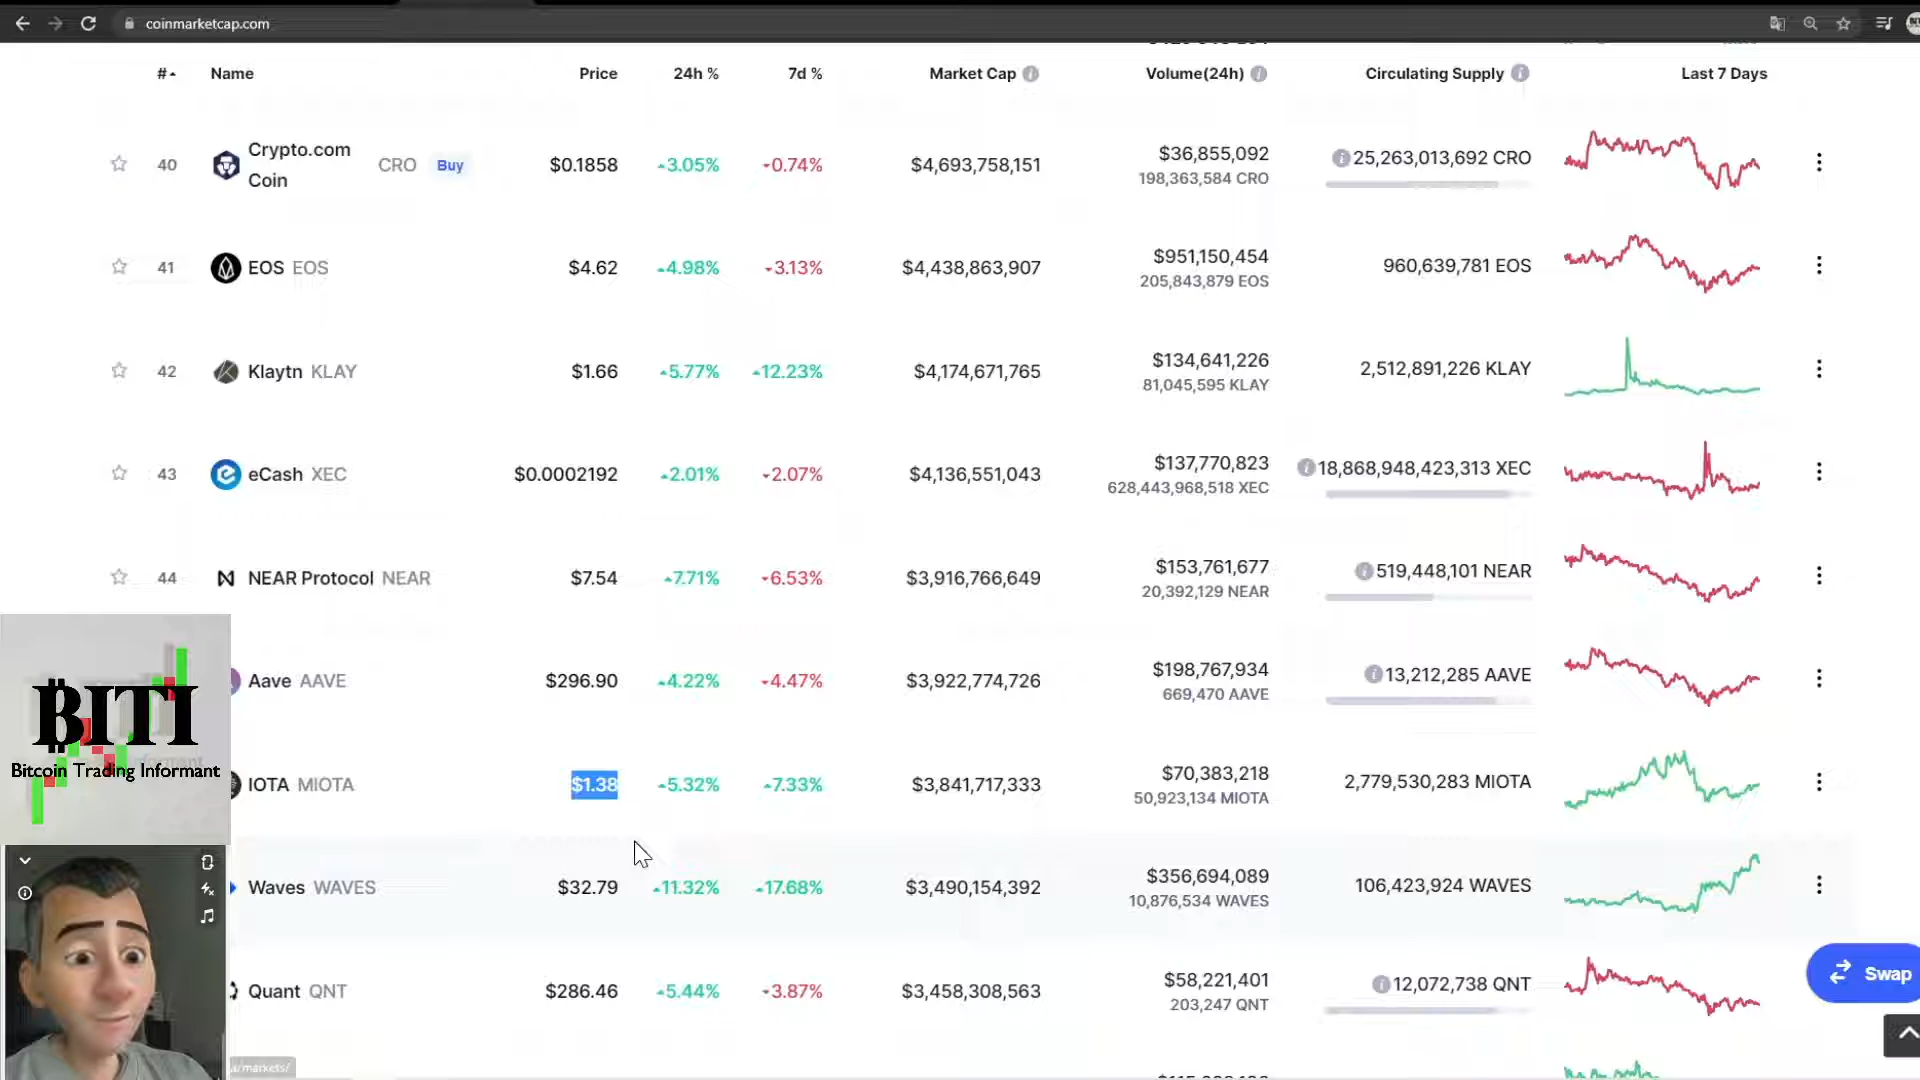 coinmarketcap.com
# Name Price 24h % 7d % Market Cap Volume(24h) Circulating Supply Last 7 Days
40 Crypto.com Coin CRO Buy $0.1858 3.05% 0.74% $4,693,758,151 $36,855,092 25,263,013,692 CRO
198,363,584 CRO
41 EOS EOS $4.62 4.98% 3.13% $4,438,863,907 $951,150,454 960,639,781 EOS
205,843,879 EOS
42 Klaytn KLAY $1.66 5.77% 12.23% $4,174,671,765 $134,641,226 2,512,891,226 KLAY
81,045,595 KLAY
43 eCash XEC $0.0002192 2.01% 2.07% $4,136,551,043 $137,770,823 18,868,948,423,313 XEC
628,443,968,518 XEC
44 NEAR Protocol NEAR $7.54 7.71% 6.53% $3,916,766,649 $153,761,677 519,448,101 NEAR
20,392,129 NEAR
Aave AAVE $296.90 4.22% 4.47% $3,922,774,726 $198,767,934 13,212,285 AAVE
669,470 AAVE
BITI
Bitcoin Trading Informant
IOTA MIOTA $1.38 5.32% 7.33% $3,841,717,333 $70,383,218 2,779,530,283 MIOTA
50,923,134 MIOTA
Waves WAVES $32.79 11.32% 17.68% $3,490,154,392 $356,694,089 106,423,924 WAVES
10,876,534 WAVES
Swap
Quant QNT $286.46 5.44% 3.87% $3,458,308,563 $58,221,401 12,072,738 QNT
203,247 QNT
a/markets/